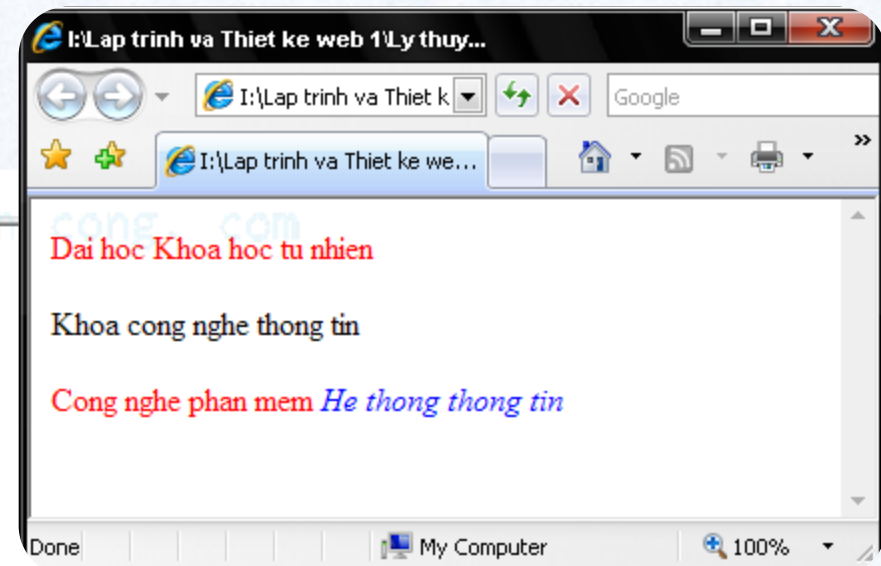 I:\Lap trinh va Thiet ke web 1\Ly thuy...
I:\Lap trinh va Thiet k
Google
I:\Lap trinh va Thiet ke we...
»
cong. com
Dai hoc Khoa hoc tu nhien
Khoa cong nghe thong tin
Cong nghe phan mem He thong thong tin
Done
My Computer
100%